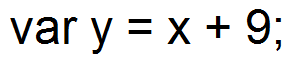 var y = x + 9;